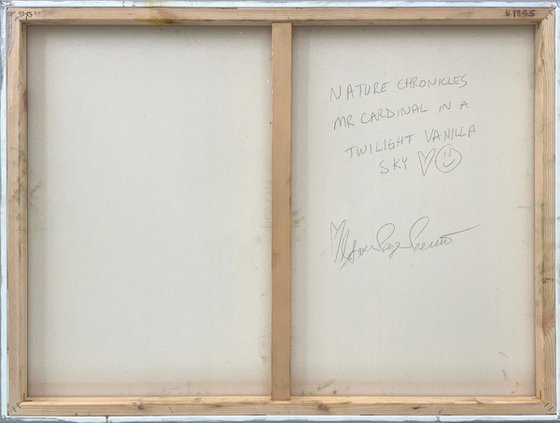 NATURE CHRONICLES
MR CARDINAL IN A
TWILIGHT VANILLA
SKY